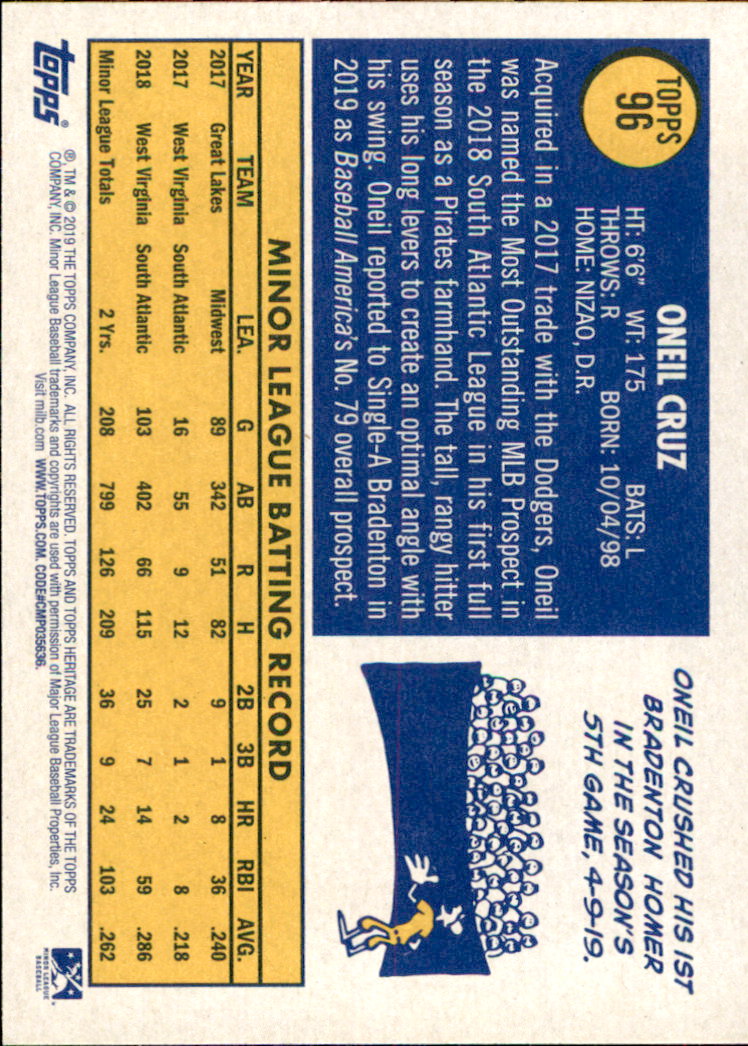 TOPPS
96
ONEIL CRUZ
HT: 6'6" WT: 175 BATS: L
THROWS: R BORN: 10/04/98
HOME: NIZAO, D.R.
Acquired in a 2017 trade with the Dodgers, Oneil
was named the Most Outstanding MLB Prospect in
the 2018 South Atlantic League in his first full
season as a Pirates farmhand. The tall, rangy hitter
uses his long levers to create an optimal angle with
his swing. Oneil reported to Single-A Bradenton in
2019 as Baseball America's No. 79 overall prospect.
ONEIL CRUSHED HIS 1ST
BRADENTON HOMER
IN THE SEASON'S
5TH GAME, 4-9-19.
MINOR LEAGUE BATTING RECORD
YEAR TEAM LEA. G AB R H 2B 3B HR RBI AVG.
2017 Great Lakes Midwest 89 342 51 82 9 1 8 36 .240
2017 West Virginia South Atlantic 16 55 9 12 2 1 2 8 .218
2018 West Virginia South Atlantic 103 402 66 115 25 7 14 59 .286
Minor League Totals 2 Yrs. 208 799 126 209 36 9 24 103 .262
topps®
®, TM & © 2019 THE TOPPS COMPANY, INC. ALL RIGHTS RESERVED. TOPPS AND TOPPS HERITAGE ARE TRADEMARKS OF THE TOPPS
COMPANY, INC. Minor League Baseball trademarks and copyrights are used with permission of Major League Baseball Properties, Inc.
Visit milb.com WWW.TOPPS.COM. CODE#CMP035636.
MINOR LEAGUE
BASEBALL